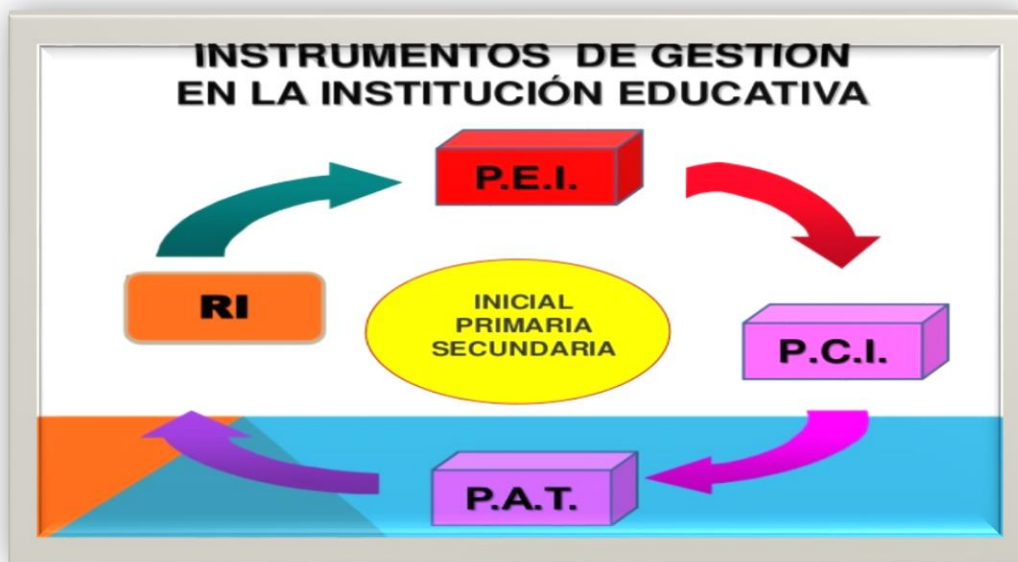 INSTRUMENTOS DE GESTION
EN LA INSTITUCIÓN EDUCATIVA
P.E.I.
RI
INICIAL
PRIMARIA
SECUNDARIA
P.C.I.
P.A.T.